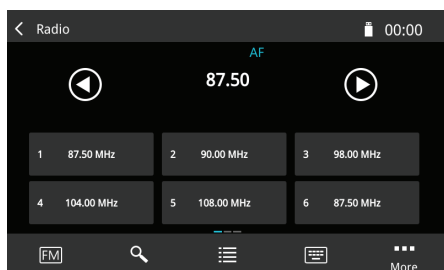 Radio 00:00
AF
87.50
1 87.50 MHz 2 90.00 MHz 3 98.00 MHz
4 104.00 MHz 5 108.00 MHz 6 87.50 MHz
FM More